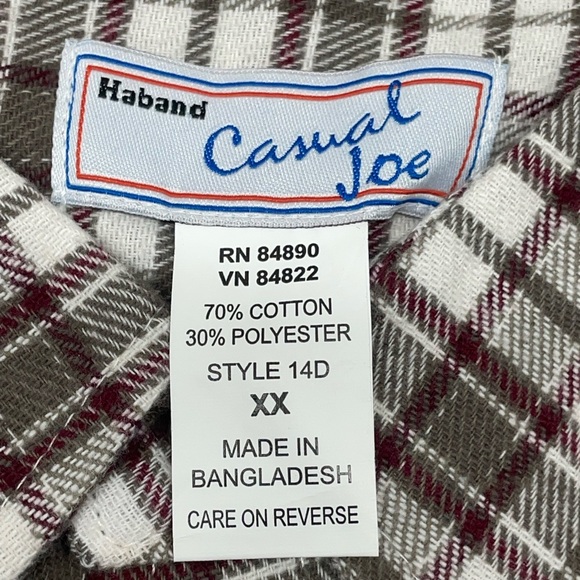 Haband
Casual
Joe
RN 84890
VN 84822
70% COTTON
30% POLYESTER
STYLE 14D
XX
MADE IN
BANGLADESH
CARE ON REVERSE